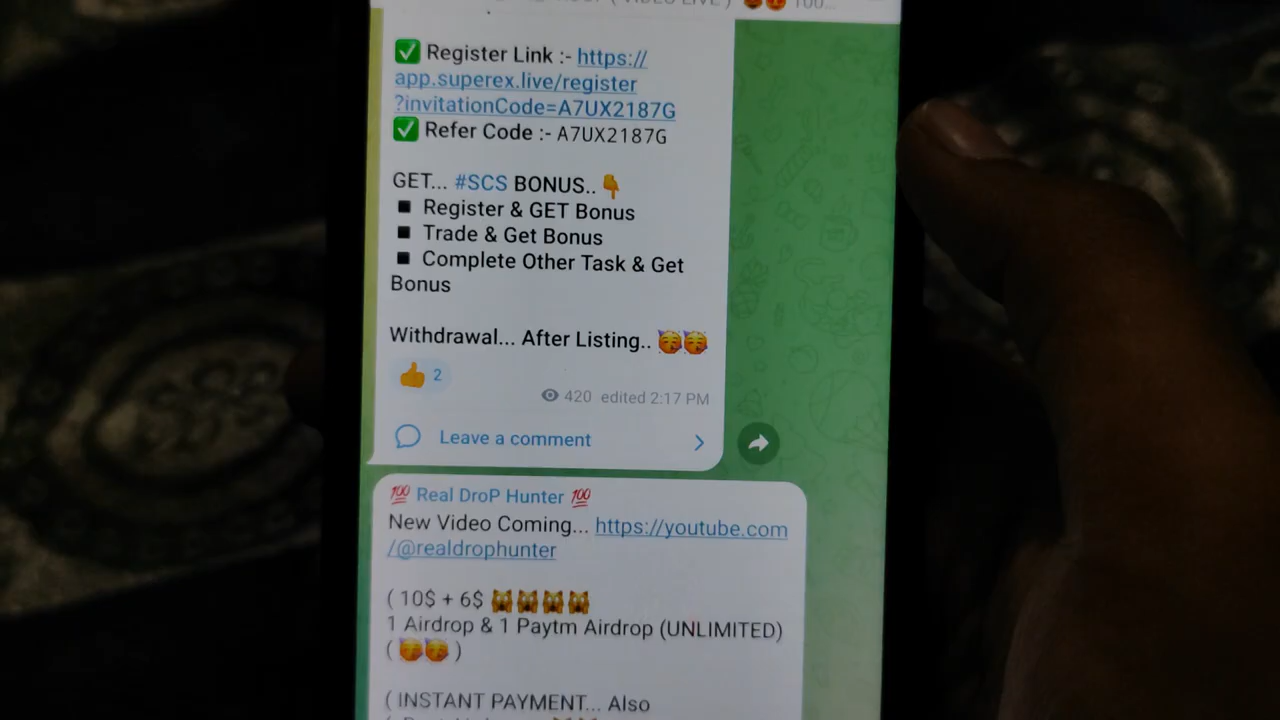 ( VIDEO LIVE ) 😡😡 100...
✅ Register Link :- https://
app.superex.live/register
?invitationCode=A7UX2187G
✅ Refer Code :- A7UX2187G
GET... #SCS BONUS..👇
▪ Register & GET Bonus
▪ Trade & Get Bonus
▪ Complete Other Task & Get
Bonus
Withdrawal... After Listing.. 🥳🥳
👍 2
420 edited 2:17 PM
Leave a comment
💯 Real DroP Hunter 💯
New Video Coming... https://youtube.com
/@realdrophunter
( 10$ + 6$ 🙀🙀🙀🙀
1 Airdrop & 1 Paytm Airdrop (UNLIMITED)
( 🥳🥳 )
( INSTANT PAYMENT... Also